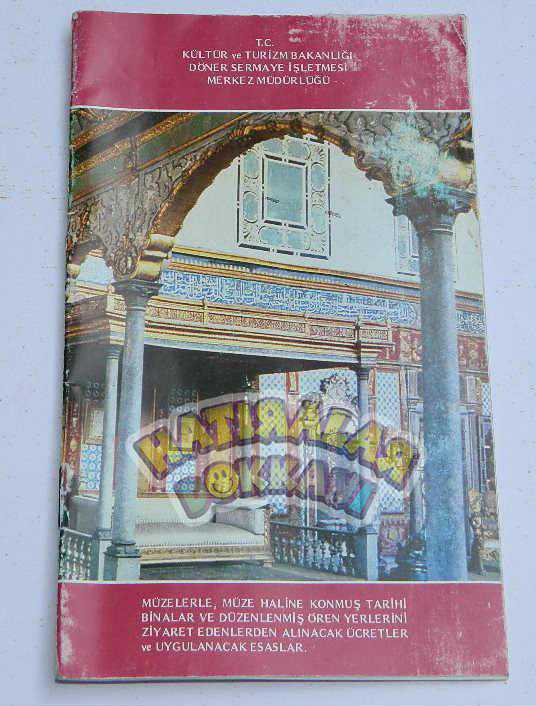 T.C.
KÜLTÜR ve TURİZM BAKANLIĞI
DÖNER SERMAYE İŞLETMESİ
MERKEZ MÜDÜRLÜĞÜ
HATIRALAR
DÜKKANI
MÜZELERLE, MÜZE HALİNE KONMUŞ TARİHİ
BİNALAR VE DÜZENLENMİŞ ÖREN YERLERİNİ
ZİYARET EDENLERDEN ALINACAK ÜCRETLER
ve UYGULANACAK ESASLAR.